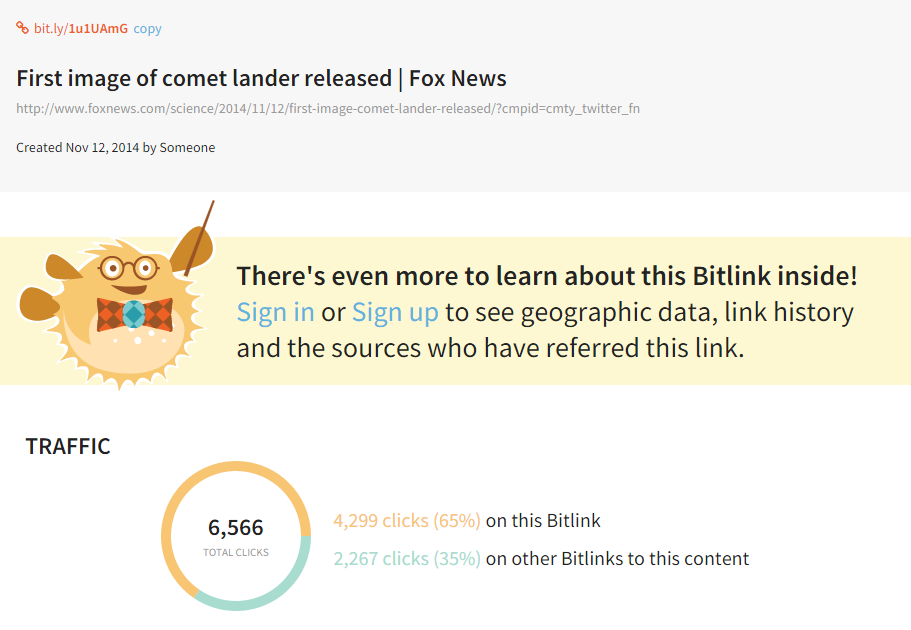 bit.ly/1u1UAmG copy
First image of comet lander released | Fox News
http://www.foxnews.com/science/2014/11/12/first-image-comet-lander-released/?cmpid=cmty_twitter_fn
Created Nov 12, 2014 by Someone
There's even more to learn about this Bitlink inside!
Sign in or Sign up to see geographic data, link history
and the sources who have referred this link.
TRAFFIC
6,566
TOTAL CLICKS
4,299 clicks (65%) on this Bitlink
2,267 clicks (35%) on other Bitlinks to this content